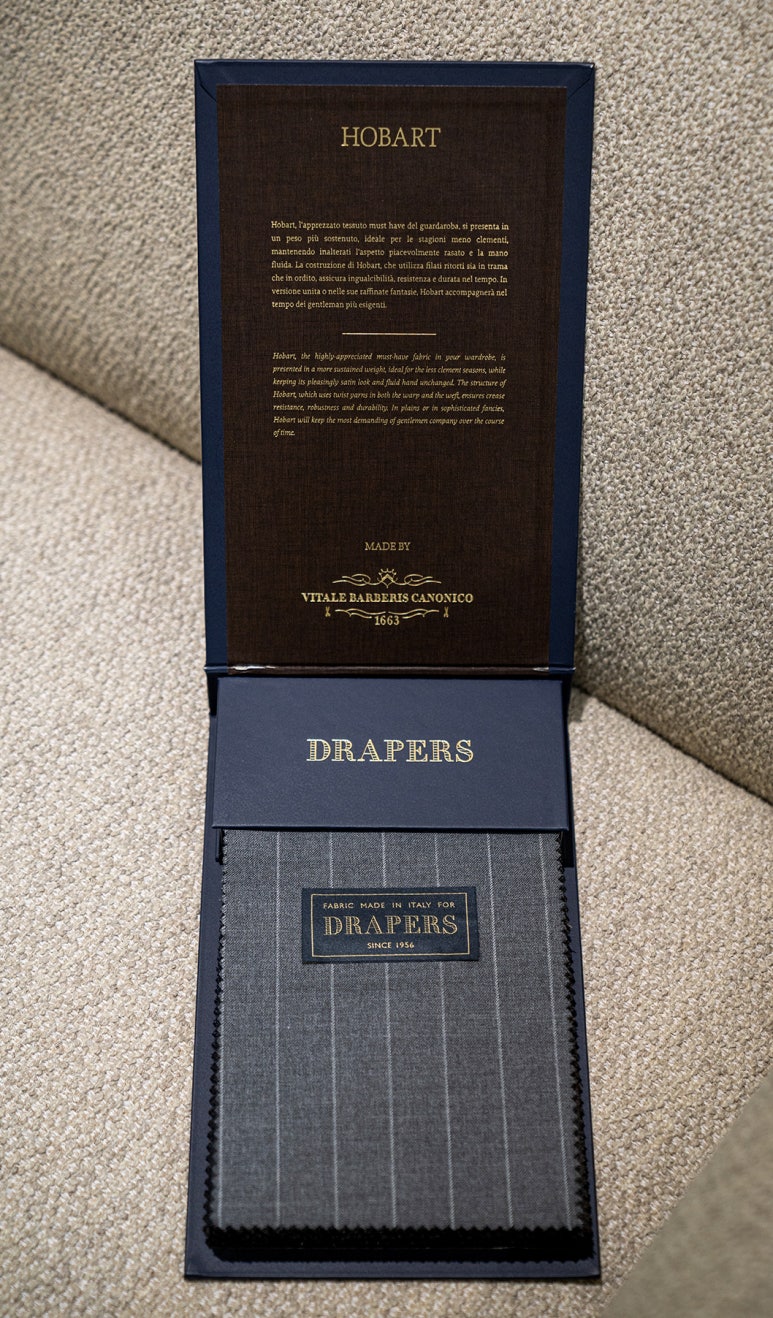 HOBART
Hobart, l'apprezzato tessuto must have del guardaroba, si presenta in
un peso più sostenuto, ideale per le stagioni meno clementi,
mantenendo inalterati l'aspetto piacevolmente rasato e la mano
fluida. La costruzione di Hobart, che utilizza filati ritorti sia in trama
che in ordito, assicura ingualcibilità, resistenza e durata nel tempo. In
versione unita o nelle sue raffinate fantasie, Hobart accompagnerà nel
tempo dei gentleman più esigenti.
Hobart, the highly-appreciated must-have fabric in your wardrobe, is
presented in a more sustained weight, ideal for the less clement seasons, while
keeping its pleasingly satin look and fluid hand unchanged. The structure of
Hobart, which uses twist yarns in both the warp and the weft, ensures crease
resistance, robustness and durability. In plains or in sophisticated fancies,
Hobart will keep the most demanding of gentlemen company over the course
of time.
MADE BY
VITALE BARBERIS CANONICO
1663
DRAPERS
FABRIC MADE IN ITALY FOR
DRAPERS
SINCE 1956